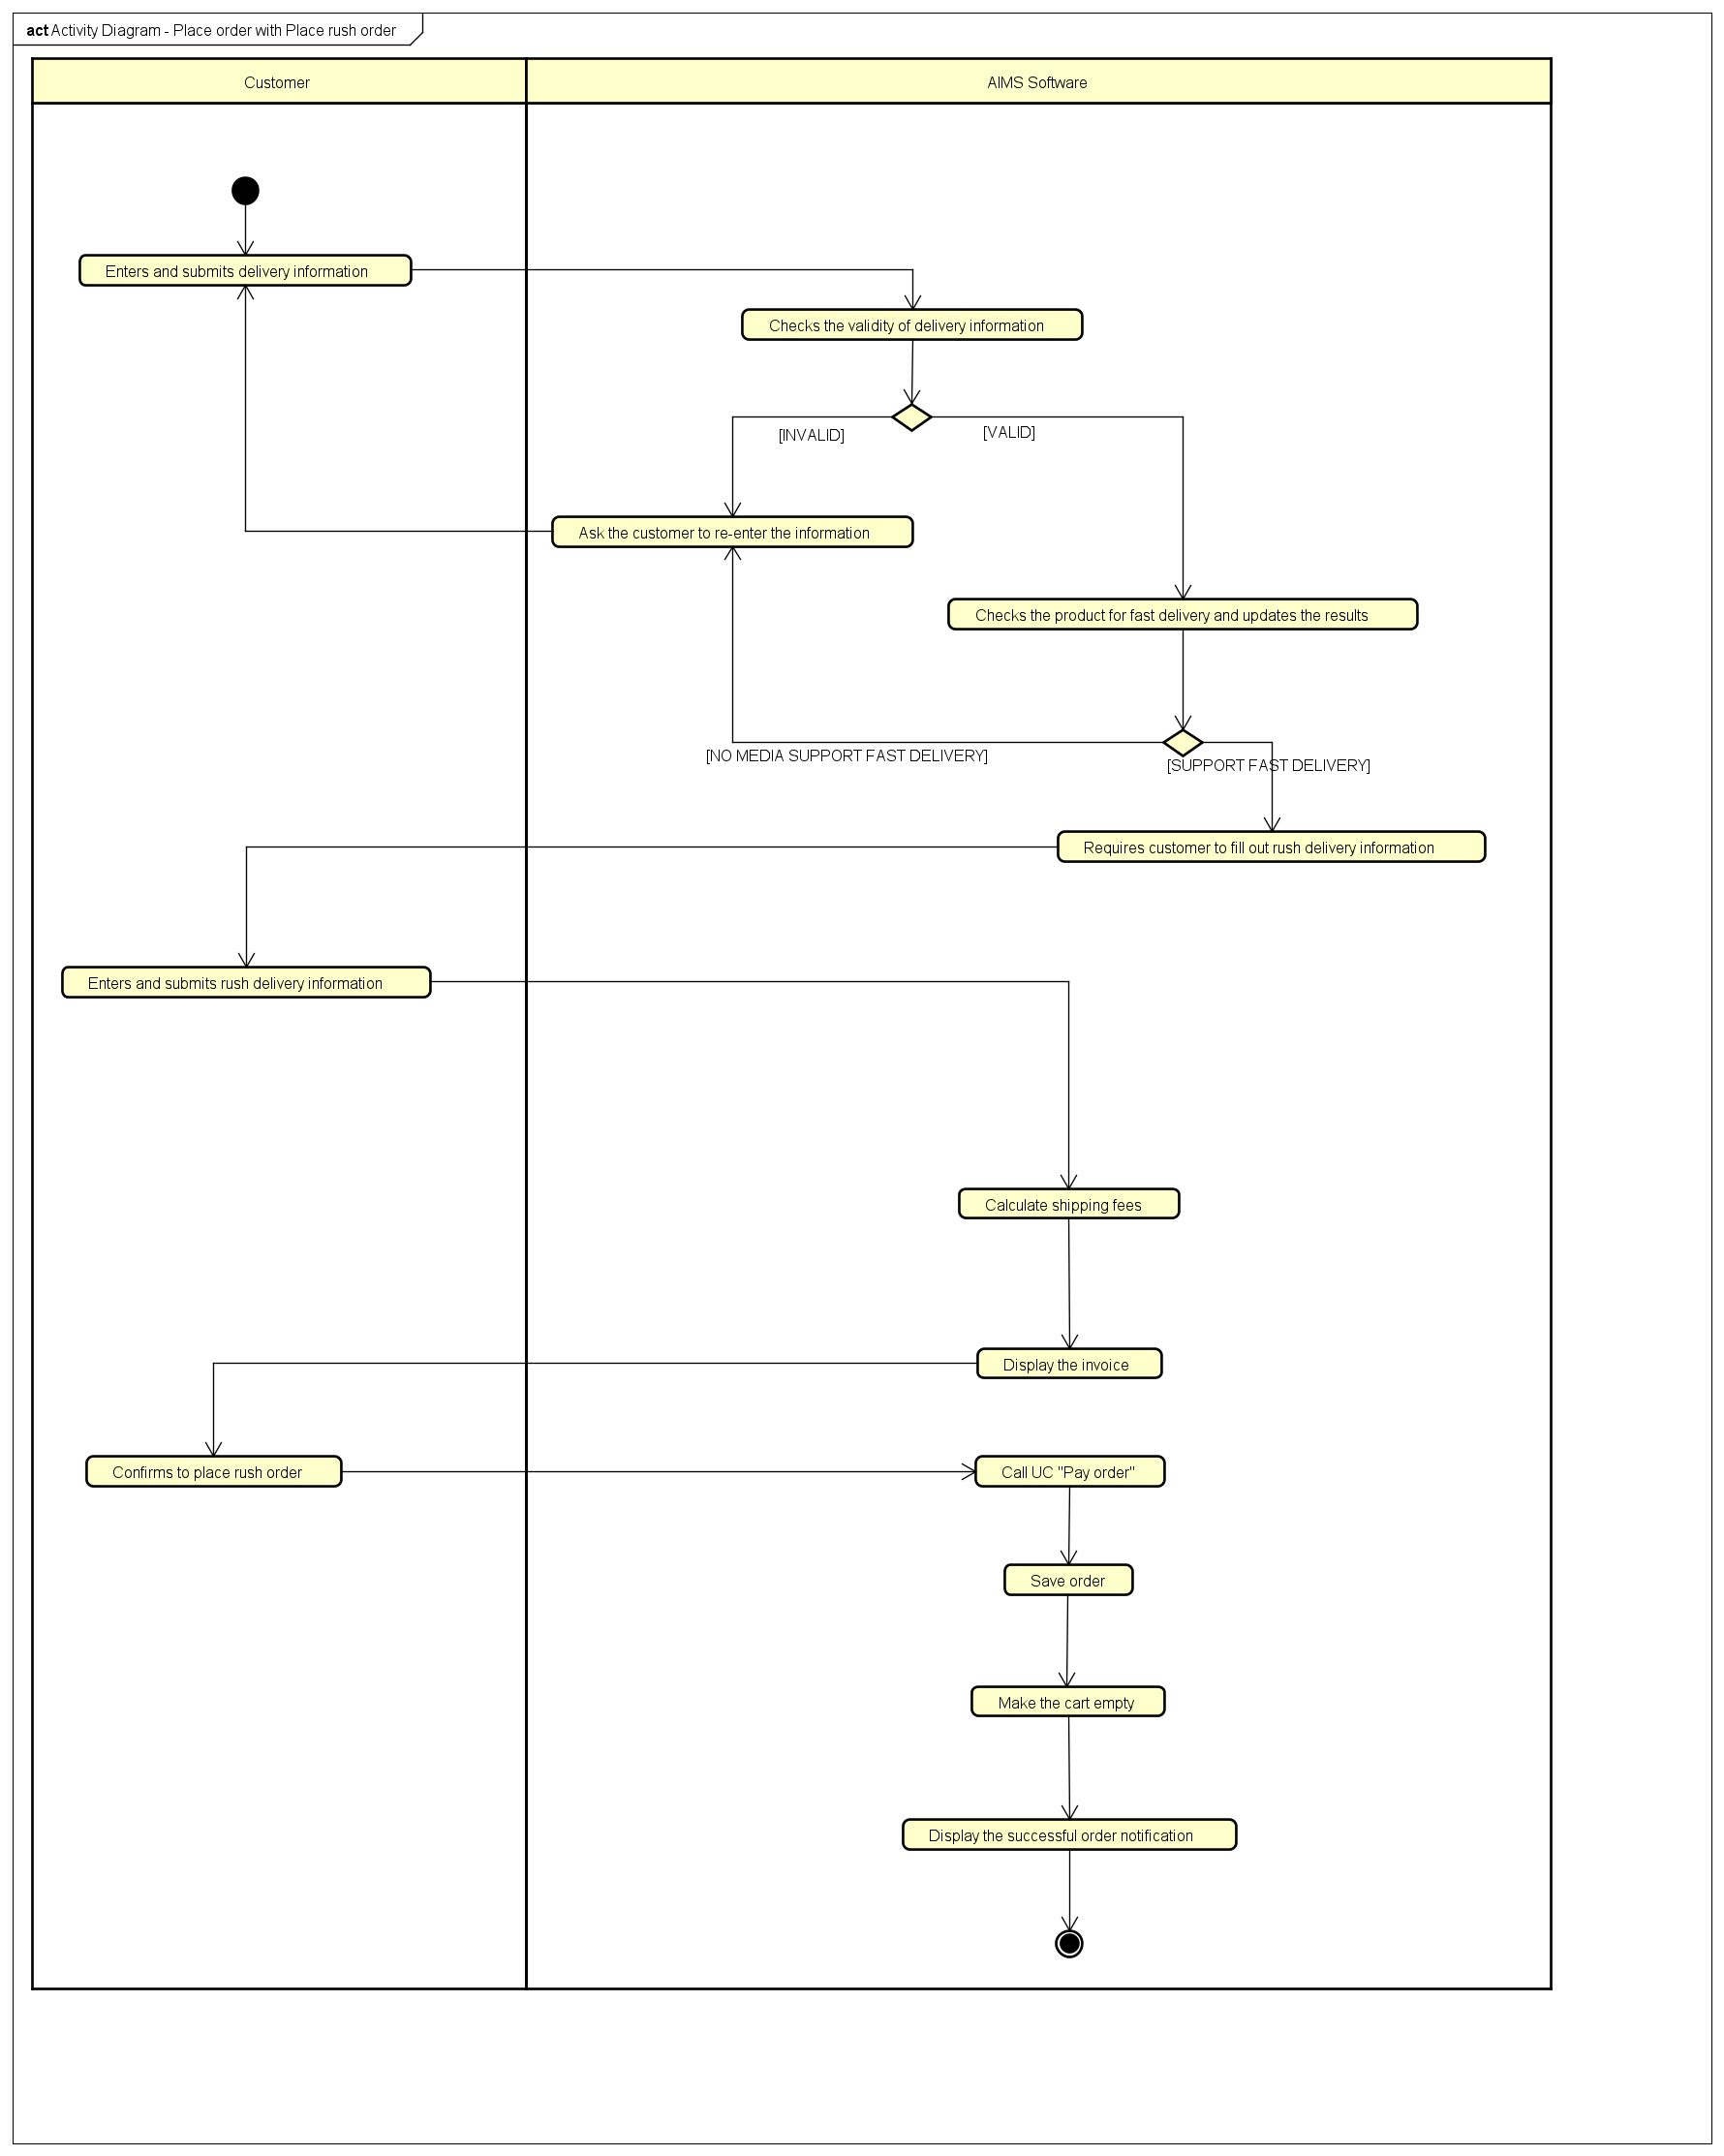 act Activity Diagram - Place order with Place rush order
Customer
AIMS Software
Enters and submits delivery information
Checks the validity of delivery information
[INVALID]
[VALID]
Ask the customer to re-enter the information
Checks the product for fast delivery and updates the results
[NO MEDIA SUPPORT FAST DELIVERY]
[SUPPORT FAST DELIVERY]
Requires customer to fill out rush delivery information
Enters and submits rush delivery information
Calculate shipping fees
Display the invoice
Confirms to place rush order
Call UC "Pay order"
Save order
Make the cart empty
Display the successful order notification